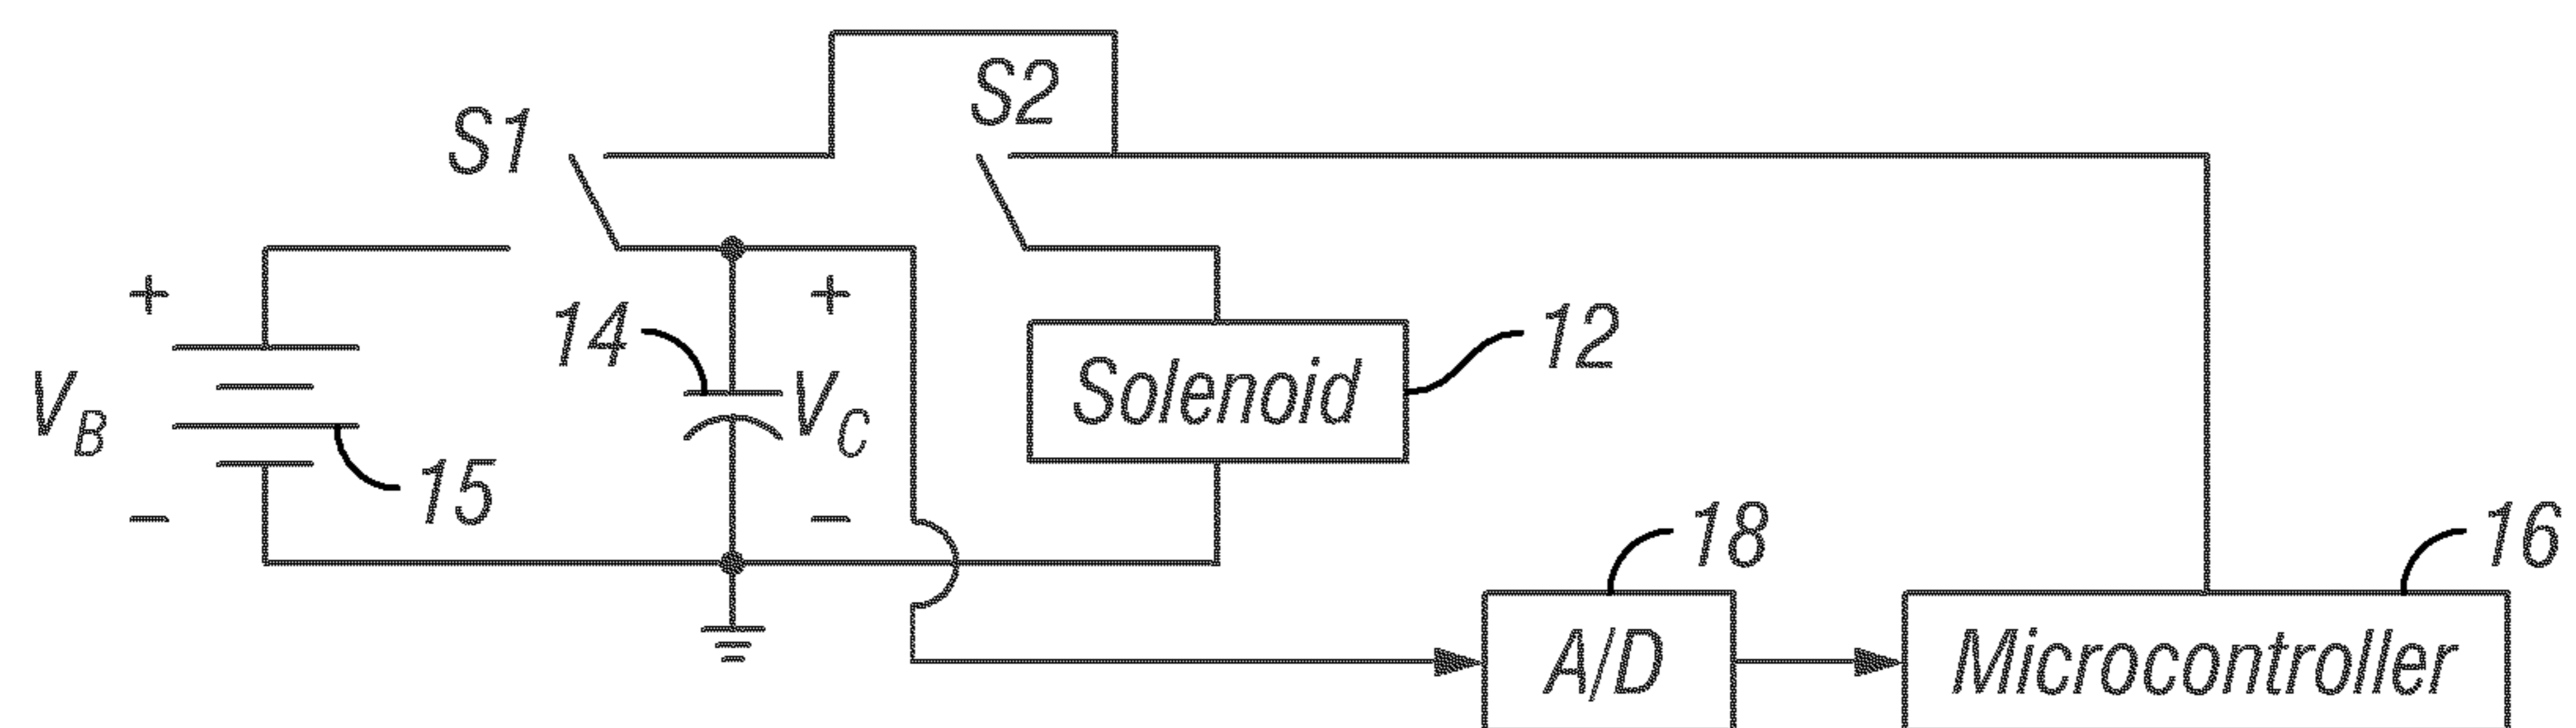 S1
S2
+
+
14
12
Solenoid
V_B
V_C
15
−
−
18
16
A/D
Microcontroller